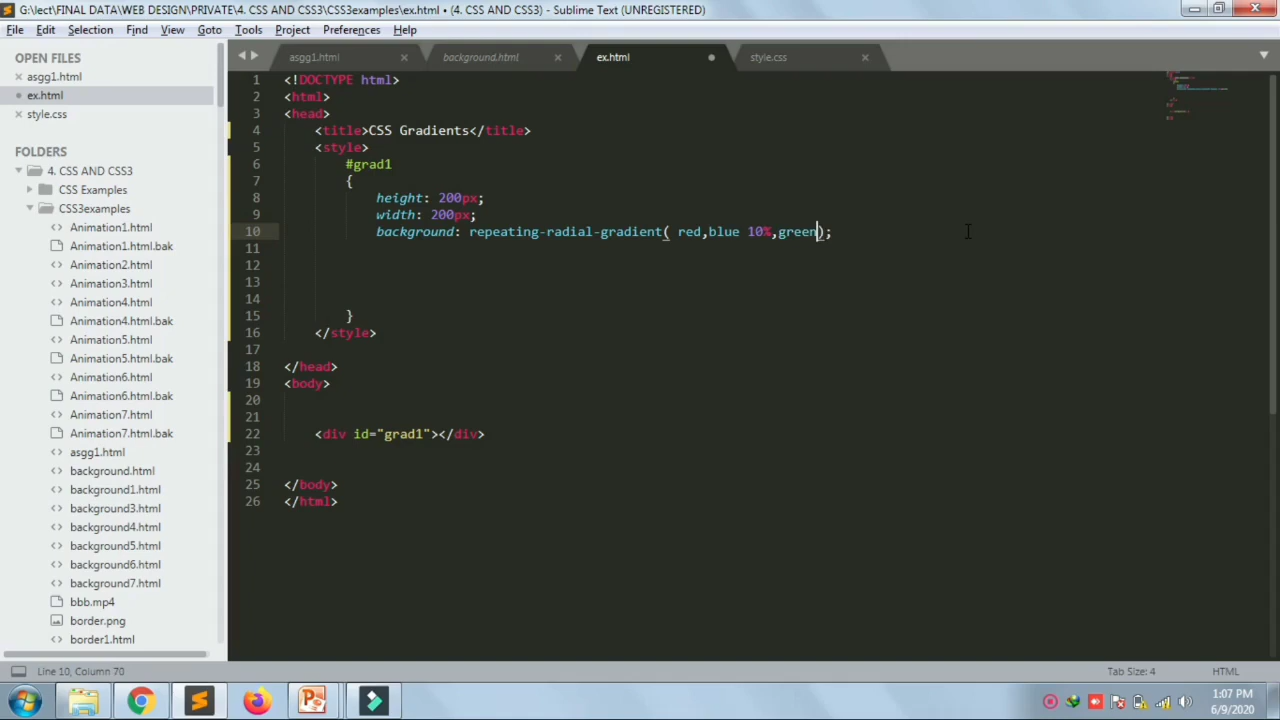 G:\lect\FINAL DATA\WEB DESIGN\PRIVATE\4. CSS AND CSS3\CSS3examples\ex.html • (4. CSS AND CSS3) - Sublime Text (UNREGISTERED)
File Edit Selection Find View Goto Tools Project Preferences Help
OPEN FILES
asgg1.html
ex.html
style.css
FOLDERS
4. CSS AND CSS3
CSS Examples
CSS3examples
Animation1.html
Animation1.html.bak
Animation2.html
Animation3.html
Animation4.html
Animation4.html.bak
Animation5.html
Animation5.html.bak
Animation6.html
Animation6.html.bak
Animation7.html
Animation7.html.bak
asgg1.html
background.html
background1.html
background3.html
background4.html
background5.html
background6.html
background7.html
bbb.mp4
border.png
border1.html
asgg1.html background.html ex.html style.css
1 <!DOCTYPE html>
2 <html>
3 <head>
4 <title>CSS Gradients</title>
5 <style>
6 #grad1
7 {
8 height: 200px;
9 width: 200px;
10 background: repeating-radial-gradient( red,blue 10%,green);
11
12
13
14
15 }
16 </style>
17
18 </head>
19 <body>
20
21
22 <div id="grad1"></div>
23
24
25 </body>
26 </html>
Line 10, Column 70 Tab Size: 4 HTML
1:07 PM
6/9/2020